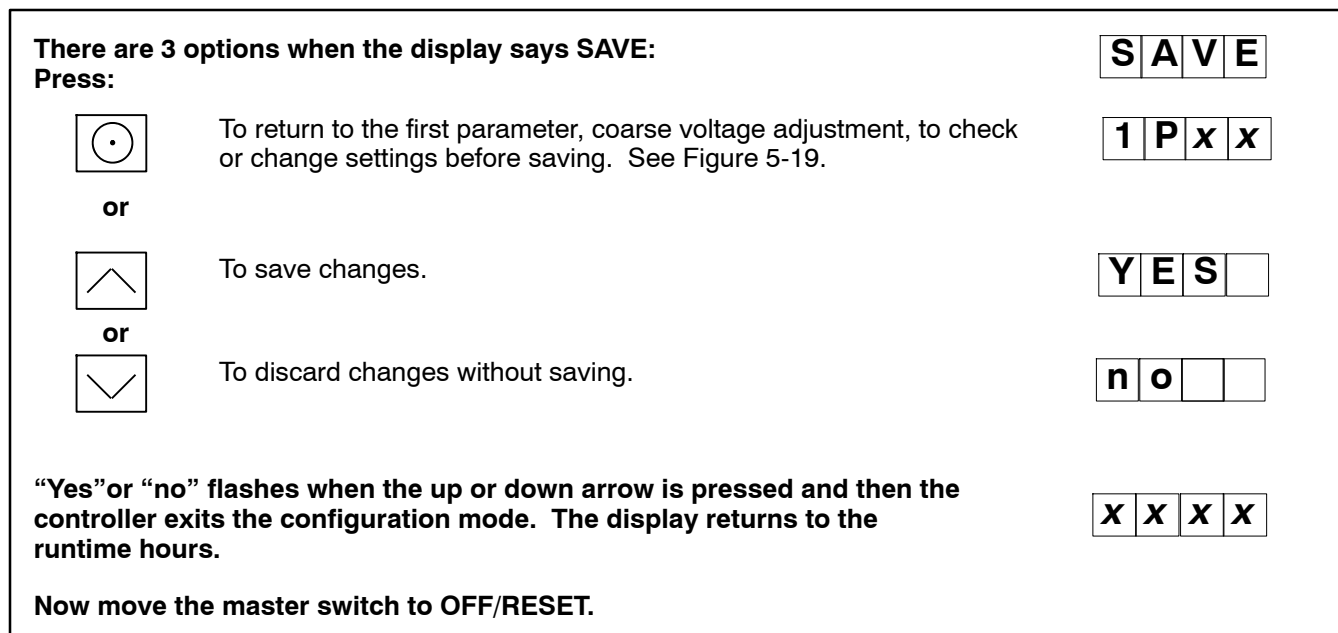 There are 3 options when the display says SAVE:
SAVE
Press:
To return to the first parameter, coarse voltage adjustment, to check
or change settings before saving. See Figure 5-19.
1Pxx
or
To save changes.
YES
or
To discard changes without saving.
no
“Yes”or “no” flashes when the up or down arrow is pressed and then the
controller exits the configuration mode. The display returns to the
runtime hours.
xxxx
Now move the master switch to OFF/RESET.